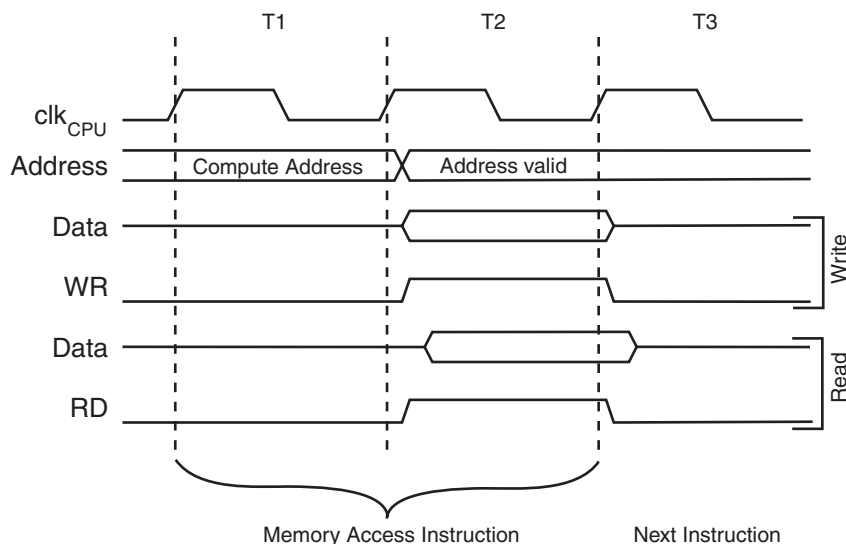 T1 T2 T3
clkCPU
Address Compute Address Address valid
Data
WR
Write
Data
RD
Read
Memory Access Instruction Next Instruction